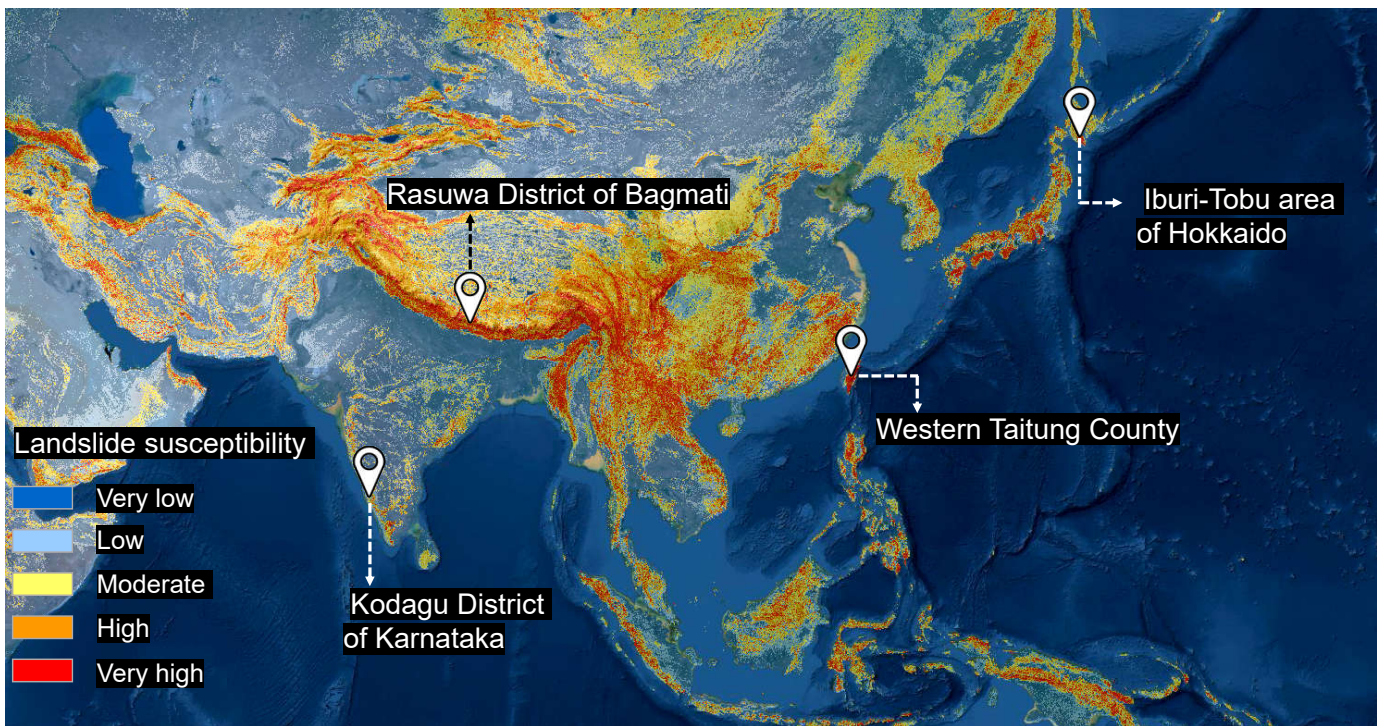 Rasuwa District of Bagmati
Iburi-Tobu area
of Hokkaido
Western Taitung County
Landslide susceptibility
Very low
Low
Moderate
High
Very high
Kodagu District
of Karnataka